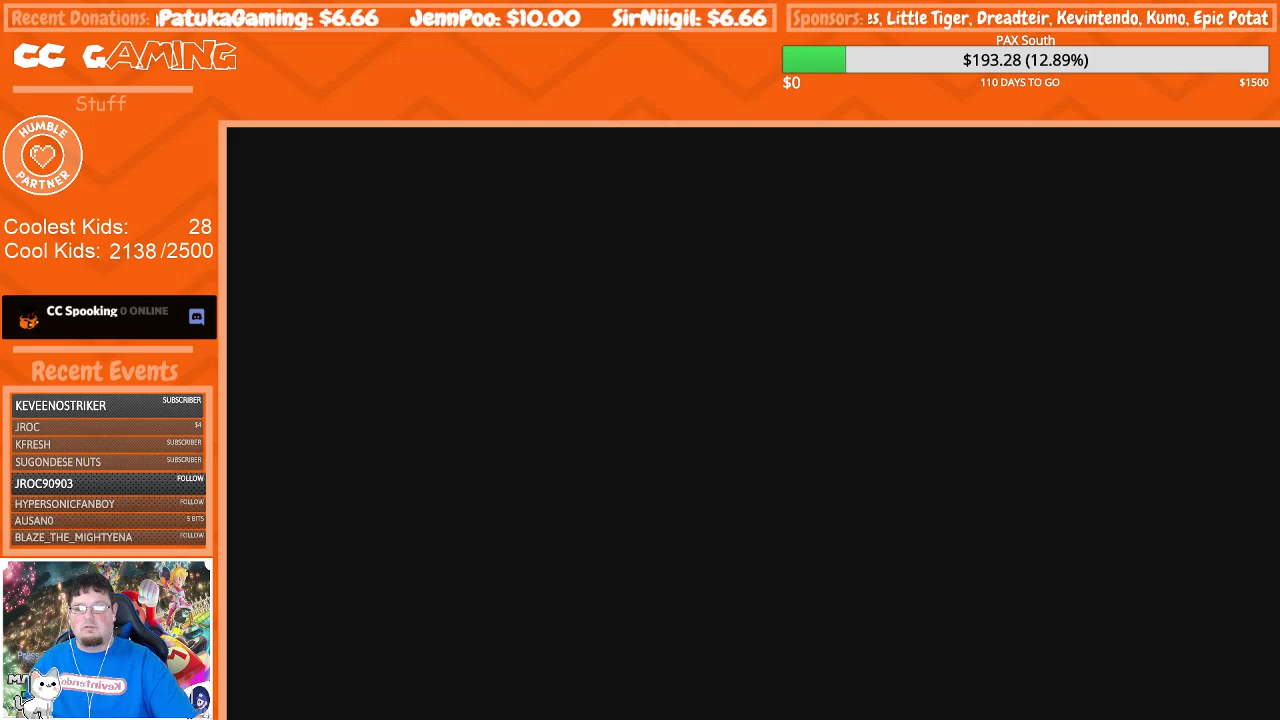 Recent Donations: PatukaGaming: $6.66 JennPoo: $10.00 SirNiigil: $6.66
Sponsors: es, Little Tiger, Dreadteir, Kevintendo, Kumo, Epic Potat
CC GAMING
PAX South
$193.28 (12.89%)
$0 110 DAYS TO GO $1500
Stuff
HUMBLE PARTNER
Coolest Kids: 28
Cool Kids: 2138 /2500
CC Spooking 0 ONLINE
Recent Events
KEVEENOSTRIKER SUBSCRIBER
JROC $4
KFRESH SUBSCRIBER
SUGONDESE NUTS SUBSCRIBER
JROC90903 FOLLOW
HYPERSONICFANBOY FOLLOW
AUSAN0 5 BITS
BLAZE_THE_MIGHTYENA FOLLOW
Kevintendo